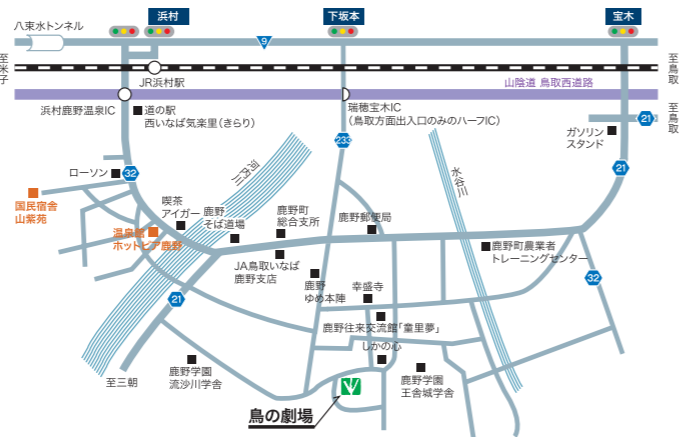 浜村
下坂本
宝木
八束水トンネル
9
至米子
至鳥取
JR浜村駅
山陰道 鳥取西道路
浜村鹿野温泉IC
道の駅
西いなば気楽里(きらり)
瑞穂宝木IC
(鳥取方面出入口のみのハーフIC)
至鳥取
21
ガソリン
スタンド
233
河内川
水谷川
21
ローソン
32
国民宿舎
山紫苑
喫茶
アイガー
鹿野
そば道場
鹿野町
総合支所
鹿野郵便局
温泉館
ホットピア鹿野
鹿野町農業者
トレーニングセンター
JA鳥取いなば
鹿野支店
32
21
鹿野
ゆめ本陣
幸盛寺
鹿野往来交流館「童里夢」
しかの心
至三朝
鹿野学園
流沙川学舎
鹿野学園
王舎城学舎
鳥の劇場